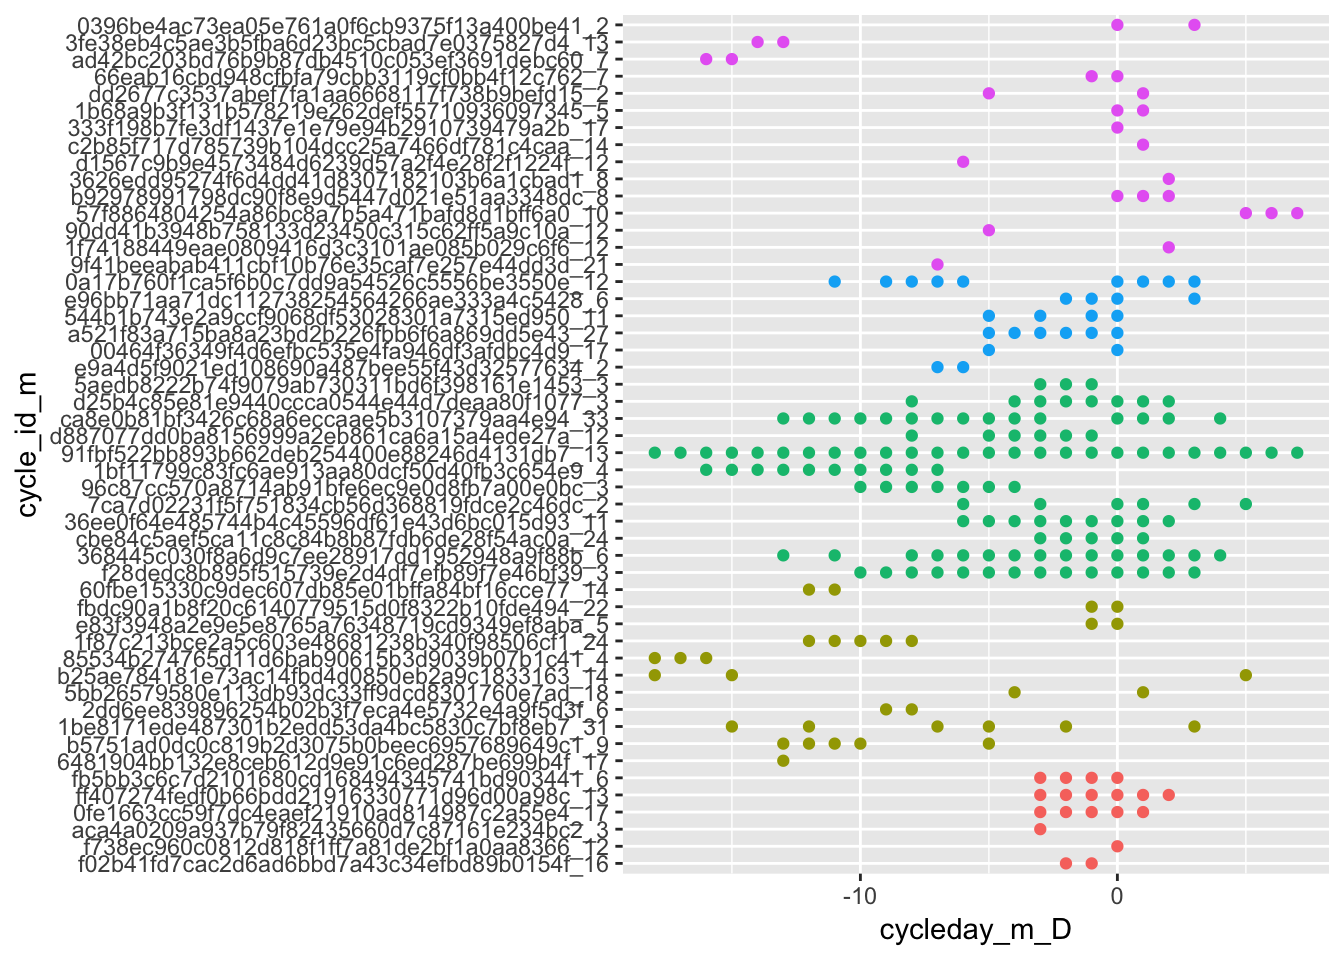 0396be4ac73ea05e761a0f6cb9375f13a400be41_2
3fe38eb4c5ae3b5fba6d23bc5cbad7e0375827d4_13
ad42bc203bd76b9b87db4510c053ef3691debc60_7
66eab16cbd948cfbfa79cbb3119cf0bb4f12c762_7
dd2677c3537abef7fa1aa6668117f738b9befd15_2
1b68a9b3f131b578219e262def55710936097345_5
333f198b7fe3df1437e1e79e94b2910739479a2b_17
c2b85f717d785739b104dcc25a7466df781c4caa_14
d1567c9b9e4573484d6239d57a2f4e28f2f1224f_12
3626edd95274f6d4dd41d8307182103b6a1cbad1_8
b92978991798dc90f8e9d5447d021e51aa3348dc_8
57f8864804254a86bc8a7b5a471bafd8d1bff6a0_10
90dd41b3948b758133d23450c315c62ff5a9c10a_12
1f74188449eae0809416d3c3101ae085b029c6f6_12
9f41beeabab411cbf10b76e35caf7e257e44dd3d_21
0a17b760f1ca5f6b0c7dd9a54526c5556be3550e_12
e96bb71aa71dc112738254564266ae333a4c5428_6
544b1b743e2a9ccf9068df53028301a7315ed950_11
a521f83a715ba8a23bd2b226fbb6f6a869dd5e43_27
00464f36349f4d6efbc535e4fa946df3afdbc4d9_17
e9a4d5f9021ed108690a487bee55f43d32577634_2
5aedb8222b74f9079ab730311bd6f398161e1453_3
d25b4c85e81e9440ccca0544e44d7deaa80f1077_3
ca8e0b81bf3426c68a6eccaae5b3107379aa4e94_33
d887077dd0ba8156999a2eb861ca6a15a4ede27a_12
91fbf522bb893b662deb254400e88246d4131db7_13
1bf11799c83fc6ae913aa80dcf50d40fb3c654e9_4
96c87cc570a8714ab91bfe6ec9e0d8fb7a00e0bc_3
7ca7d02231f5f751834cb56d368819fdce2c46dc_2
36ee0f64e485744b4c45596df61e43d6bc015d93_11
cbe84c5aef5ca11c8c84b8b87fdb6de28f54ac0a_24
368445c030f8a6d9c7ee28917dd1952948a9f88b_6
f28dedc8b895f515739e2d4df7efb89f7e46bf39_3
60fbe15330c9dec607db85e01bffa84bf16cce77_14
fbdc90a1b8f20c6140779515d0f8322b10fde494_22
e83f3948a2e9e5e8765a76348719cd9349ef8aba_5
1f87c213bce2a5c603e48681238b340f98506cf1_24
85534b274765d11d6bab90615b3d9039b07b1c41_4
b25ae784181e73ac14fbd4d0850eb2a9c1833163_14
5bb26579580e113db93dc33ff9dcd8301760e7ad_18
2dd6ee839896254b02b3f7eca4e5732e4a9f5d3f_6
1be8171ede487301b2edd53da4bc5830c7bf8eb7_31
b5751ad0dc0c819b2d3075b0beec6957689649c1_9
6481904bb132e8ceb612d9e91c6ed287be699b4f_17
fb5bb3c6c7d2101680cd168494345741bd903441_6
ff407274fedf0b66bdd21916330771d96d00a98c_13
0fe1663cc59f7dc4eaef21910ad814987c2a55e4_17
aca4a0209a937b79f82435660d7c87161e234bc2_3
f738ec960c0812d818f1ff7a81de2bf1a0aa8366_12
f02b41fd7cac2d6ad6bbd7a43c34efbd89b0154f_16
cycle_id_m
-10 0
cycleday_m_D